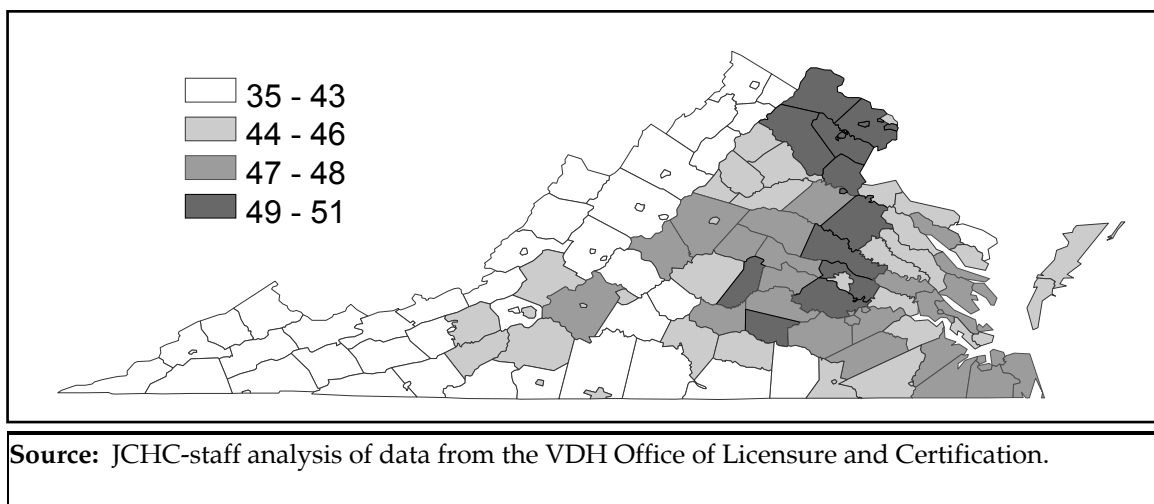 35 - 43
44 - 46
47 - 48
49 - 51
Source: JCHC-staff analysis of data from the VDH Office of Licensure and Certification.